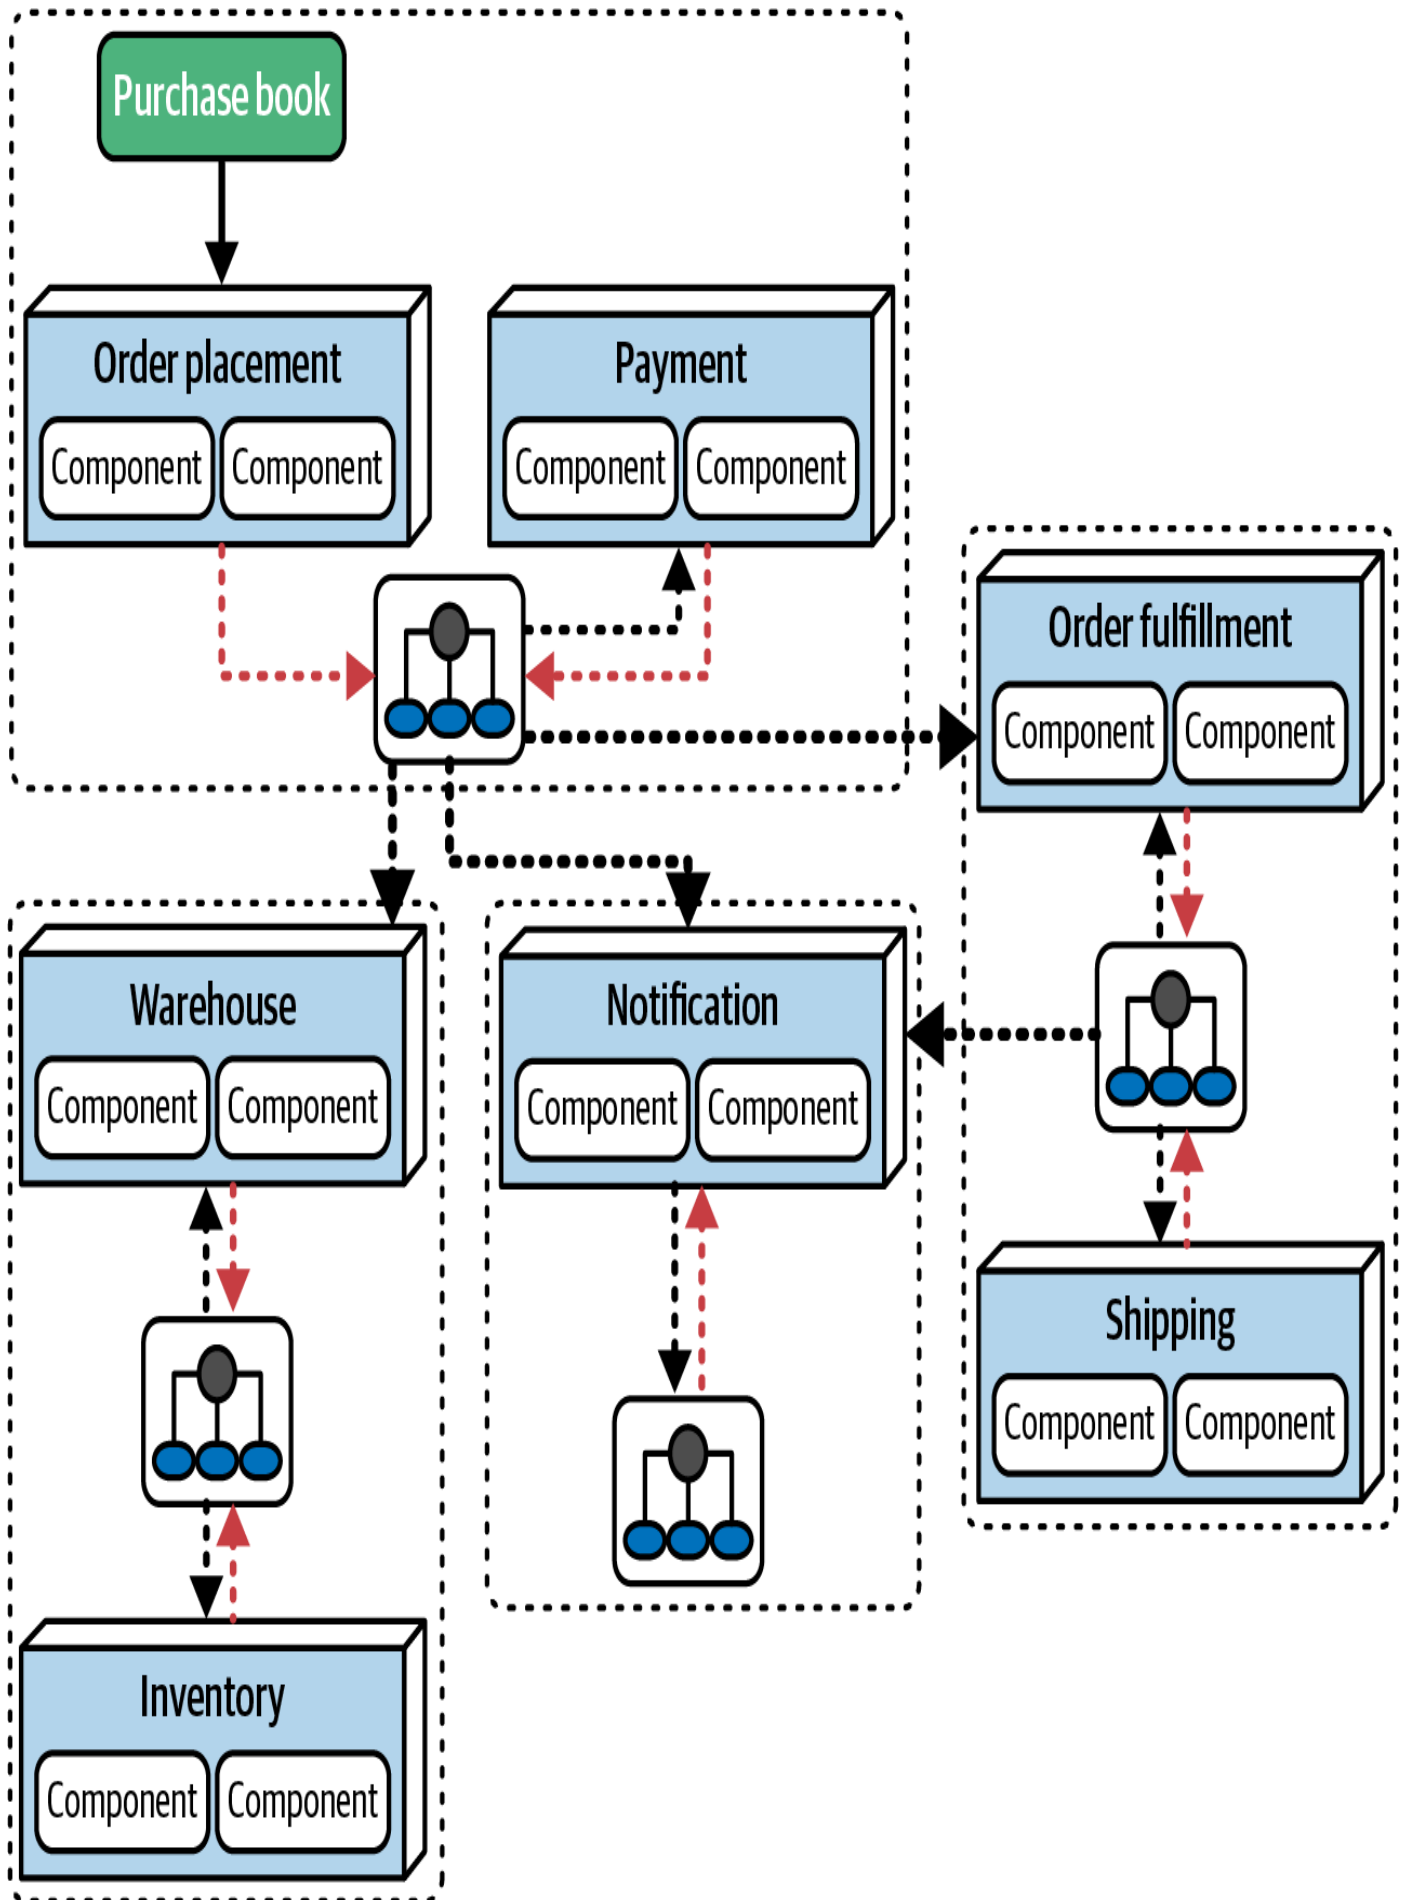 Purchase book
Order placement
Component Component
Payment
Component Component
Order fulfillment
Component Component
Warehouse
Component Component
Notification
Component Component
Shipping
Component Component
Inventory
Component Component